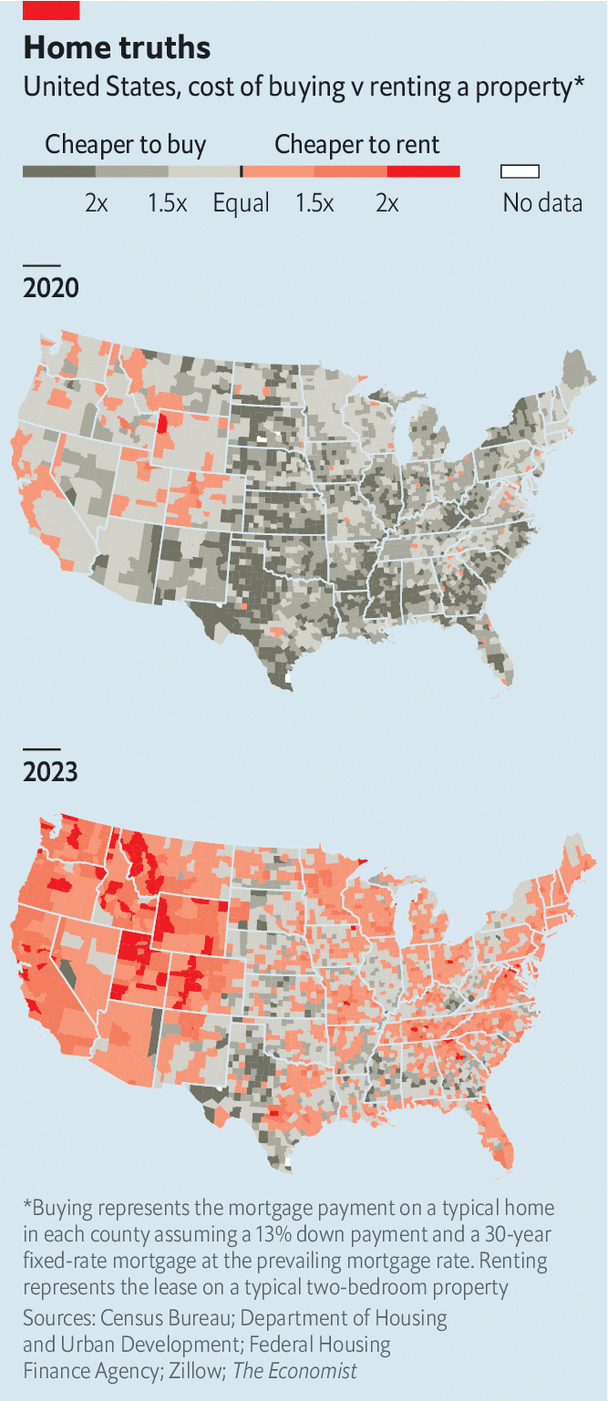 Home truths
United States, cost of buying v renting a property*
Cheaper to buy Cheaper to rent
2x 1.5x Equal 1.5x 2x No data
2020
2023
*Buying represents the mortgage payment on a typical home
in each county assuming a 13% down payment and a 30-year
fixed-rate mortgage at the prevailing mortgage rate. Renting
represents the lease on a typical two-bedroom property
Sources: Census Bureau; Department of Housing
and Urban Development; Federal Housing
Finance Agency; Zillow; The Economist